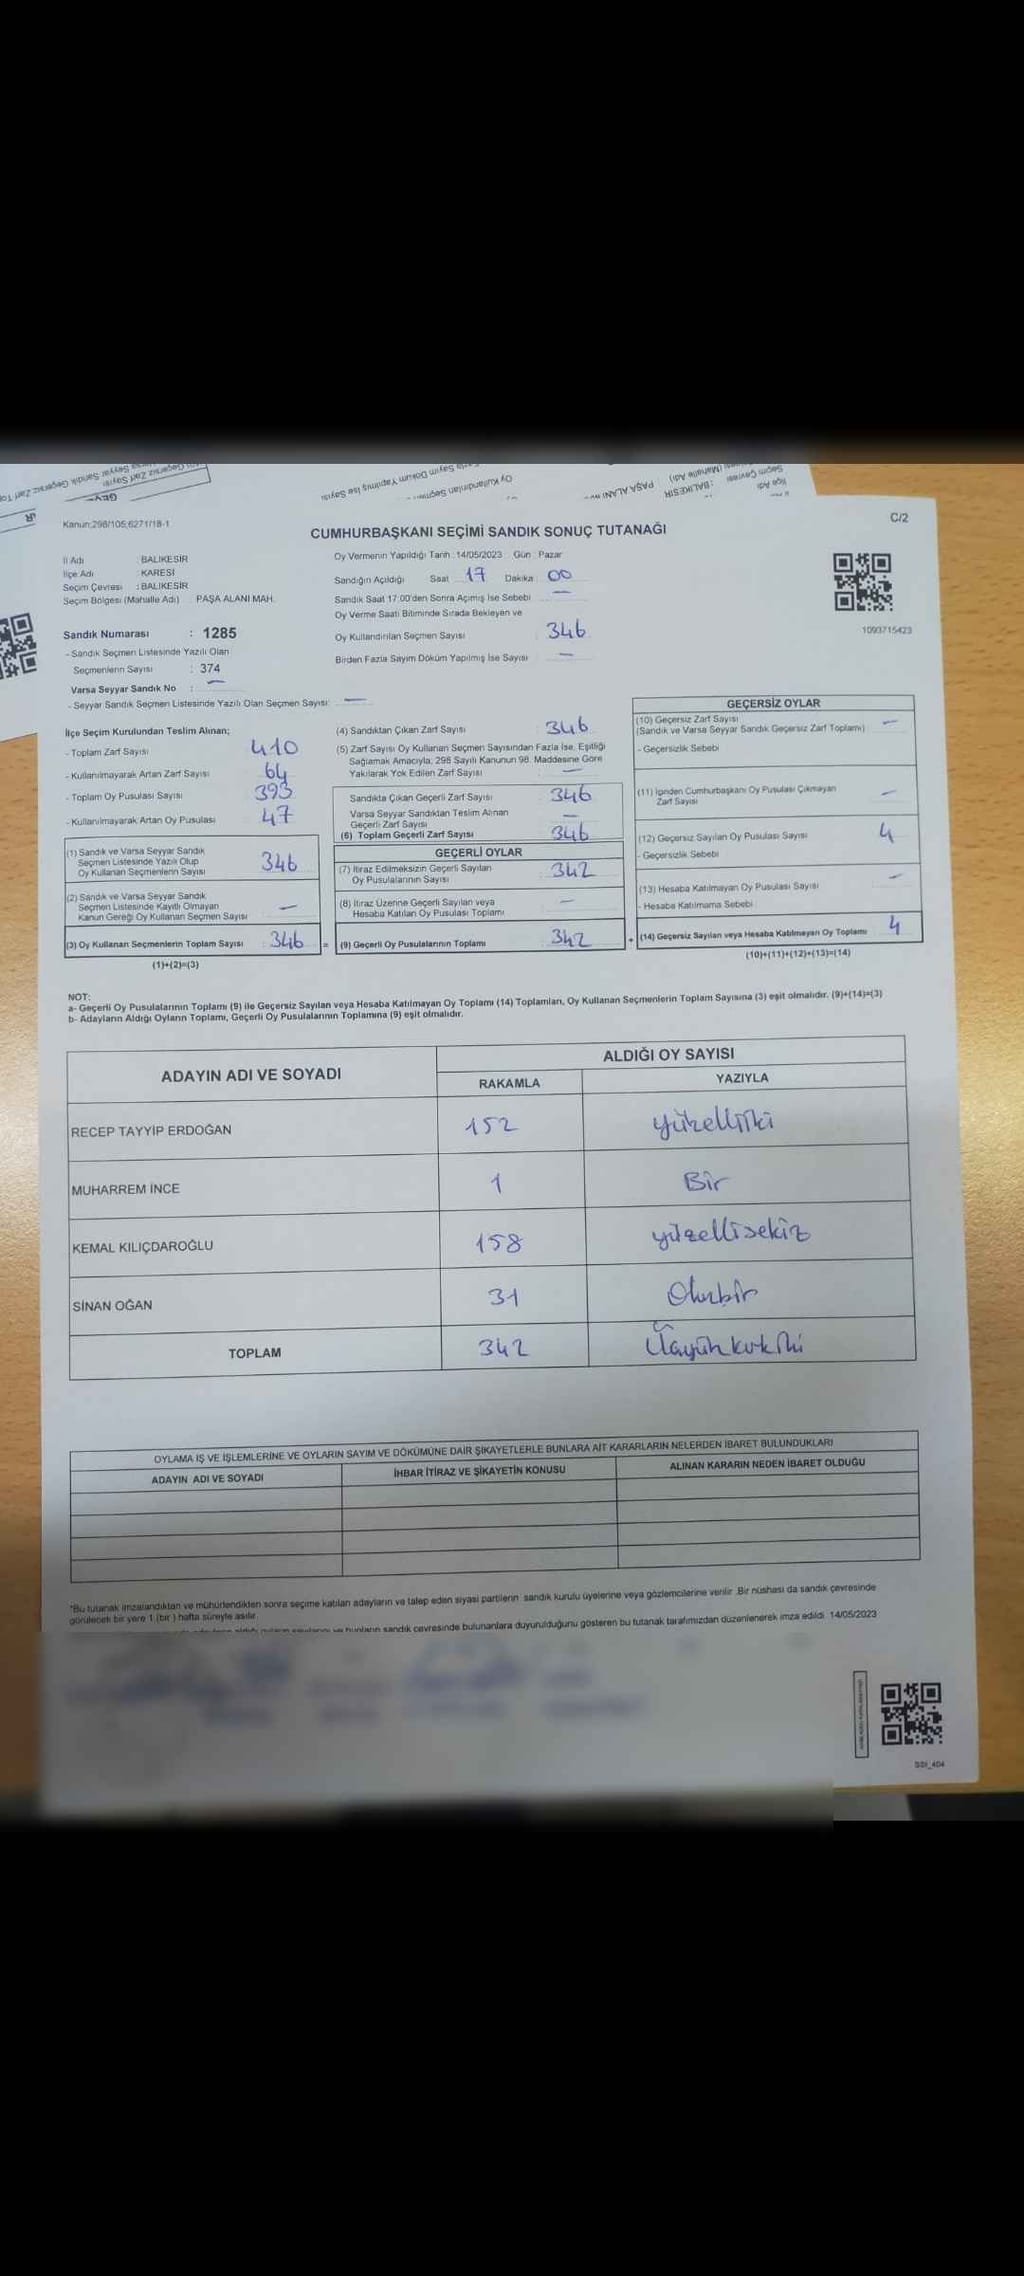 Kanun;298/105;6271/18-1
C/2
CUMHURBAŞKANI SEÇİMİ SANDIK SONUÇ TUTANAĞI
İl Adı : BALIKESİR
İlçe Adı : KARESİ
Seçim Çevresi : BALIKESİR
Seçim Bölgesi (Mahalle Adı) PAŞA ALANI MAH.
Sandık Numarası : 1285
- Sandık Seçmen Listesinde Yazılı Olan
Seçmenlerin Sayısı : 374
Varsa Seyyar Sandık No : —
- Seyyar Sandık Seçmen Listesinde Yazılı Olan Seçmen Sayısı: —
Oy Vermenin Yapıldığı Tarih : 14/05/2023 Gün : Pazar
Sandığın Açıldığı Saat 17 Dakika 00
Sandık Saat 17:00'den Sonra Açımış İse Sebebi —
Oy Verme Saati Bitiminde Sırada Bekleyen ve
Oy Kullandırılan Seçmen Sayısı : 346
Birden Fazla Sayım Döküm Yapılmış İse Sayısı —
1093715423
İlçe Seçim Kurulundan Teslim Alınan;
- Toplam Zarf Sayısı 410
- Kullanılmayarak Artan Zarf Sayısı 64
- Toplam Oy Pusulası Sayısı 393
- Kullanılmayarak Artan Oy Pusulası 47
(1) Sandık ve Varsa Seyyar Sandık
Seçmen Listesinde Yazılı Olup
Oy Kullanan Seçmenlerin Sayısı 346
(2) Sandık ve Varsa Seyyar Sandık
Seçmen Listesinde Kayıtlı Olmayan
Kanun Gereği Oy Kullanan Seçmen Sayısı —
(3) Oy Kullanan Seçmenlerin Toplam Sayısı 346 =
(1)+(2)=(3)
(4) Sandıktan Çıkan Zarf Sayısı 346
(5) Zarf Sayısı Oy Kullanan Seçmen Sayısından Fazla İse, Eşitliği
Sağlamak Amacıyla; 298 Sayılı Kanunun 98. Maddesine Göre
Yakılarak Yok Edilen Zarf Sayısı —
Sandıkta Çıkan Geçerli Zarf Sayısı 346
Varsa Seyyar Sandıktan Teslim Alınan
Geçerli Zarf Sayısı —
(6) Toplam Geçerli Zarf Sayısı 346
GEÇERLİ OYLAR
(7) İtiraz Edilmeksizin Geçerli Sayılan
Oy Pusulalarının Sayısı 342
(8) İtiraz Üzerine Geçerli Sayılan veya
Hesaba Katılan Oy Pusulası Toplamı —
(9) Geçerli Oy Pusulalarının Toplamı 342 +
GEÇERSİZ OYLAR
(10) Geçersiz Zarf Sayısı —
(Sandık ve Varsa Seyyar Sandık Geçersiz Zarf Toplamı)
- Geçersizlik Sebebi
(11) İçinden Cumhurbaşkanı Oy Pusulası Çıkmayan
Zarf Sayısı —
(12) Geçersiz Sayılan Oy Pusulası Sayısı 4
- Geçersizlik Sebebi
(13) Hesaba Katılmayan Oy Pusulası Sayısı —
- Hesaba Katılmama Sebebi
(14) Geçersiz Sayılan veya Hesaba Katılmayan Oy Toplamı 4
(10)+(11)+(12)+(13)=(14)
NOT:
a- Geçerli Oy Pusulalarının Toplamı (9) ile Geçersiz Sayılan veya Hesaba Katılmayan Oy Toplamı (14) Toplamları, Oy Kullanan Seçmenlerin Toplam Sayısına (3) eşit olmalıdır. (9)+(14)=(3)
b- Adayların Aldığı Oyların Toplamı, Geçerli Oy Pusulalarının Toplamına (9) eşit olmalıdır.
ADAYIN ADI VE SOYADI
ALDIĞI OY SAYISI
RAKAMLA YAZIYLA
RECEP TAYYİP ERDOĞAN 152 yüzelliiki
MUHARREM İNCE 1 Bir
KEMAL KILIÇDAROĞLU 158 yüzellisekiz
SİNAN OĞAN 31 Otuzbir
TOPLAM 342 Üçyüzkırkiki
OYLAMA İŞ VE İŞLEMLERİNE VE OYLARIN SAYIM VE DÖKÜMÜNE DAİR ŞİKAYETLERLE BUNLARA AİT KARARLARIN NELERDEN İBARET BULUNDUKLARI
ADAYIN ADI VE SOYADI İHBAR İTİRAZ VE ŞİKAYETİN KONUSU ALINAN KARARIN NEDEN İBARET OLDUĞU
*Bu tutanak imzalandıktan ve mühürlendikten sonra seçime katılan adayların ve talep eden siyasi partilerin sandık kurulu üyelerine veya gözlemcilerine verilir. Bir nüshası da sandık çevresinde
görülecek bir yere 1 (bir) hafta süreyle asılır.
sandık çevresinde bulunanlara duyurulduğunu gösteren bu tutanak tarafımızdan düzenlenerek imza edildi. 14/05/2023
SSI_404